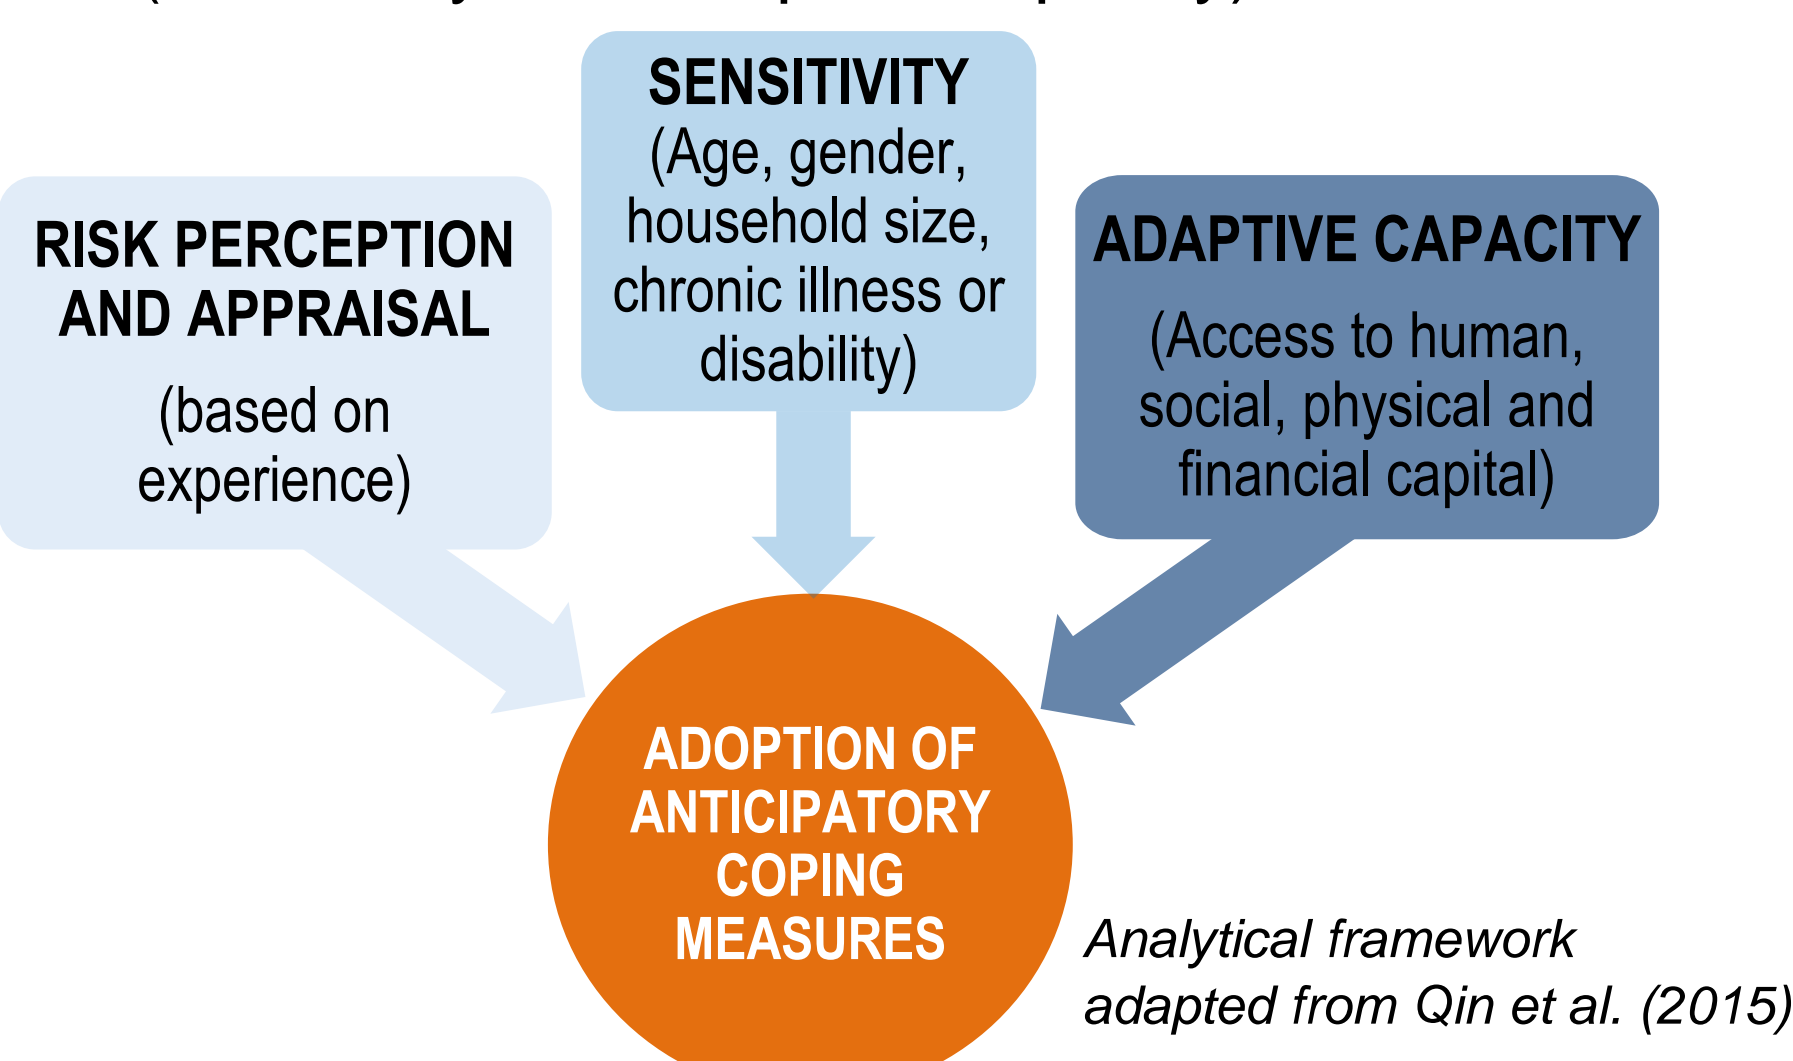 RISK PERCEPTION
AND APPRAISAL
(based on
experience)
SENSITIVITY
(Age, gender,
household size,
chronic illness or
disability)
ADAPTIVE CAPACITY
(Access to human,
social, physical and
financial capital)
ADOPTION OF
ANTICIPATORY
COPING
MEASURES
Analytical framework
adapted from Qin et al. (2015)